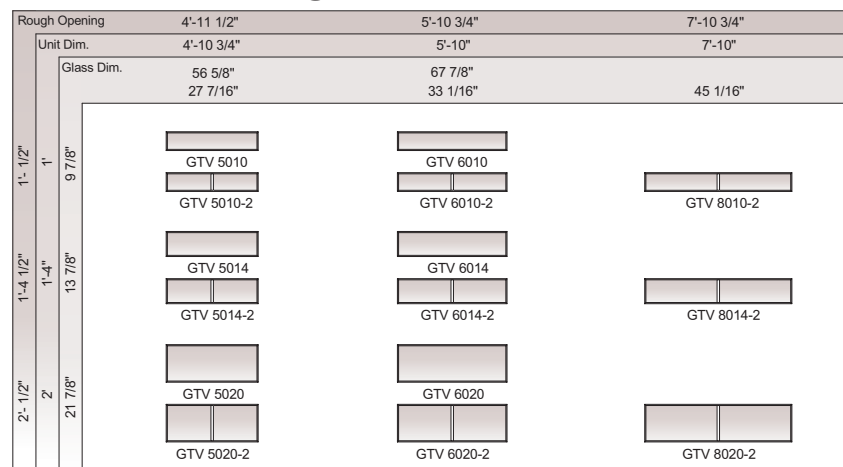 Rough Opening 4'-11 1/2" 5'-10 3/4" 7'-10 3/4"
Unit Dim. 4'-10 3/4" 5'-10" 7'-10"
Glass Dim. 56 5/8" 67 7/8"
27 7/16" 33 1/16" 45 1/16"
1'- 1/2" 1' 9 7/8"
GTV 5010 GTV 6010
GTV 5010-2 GTV 6010-2 GTV 8010-2
1'-4 1/2" 1'-4" 13 7/8"
GTV 5014 GTV 6014
GTV 5014-2 GTV 6014-2 GTV 8014-2
2'- 1/2" 2' 21 7/8"
GTV 5020 GTV 6020
GTV 5020-2 GTV 6020-2 GTV 8020-2